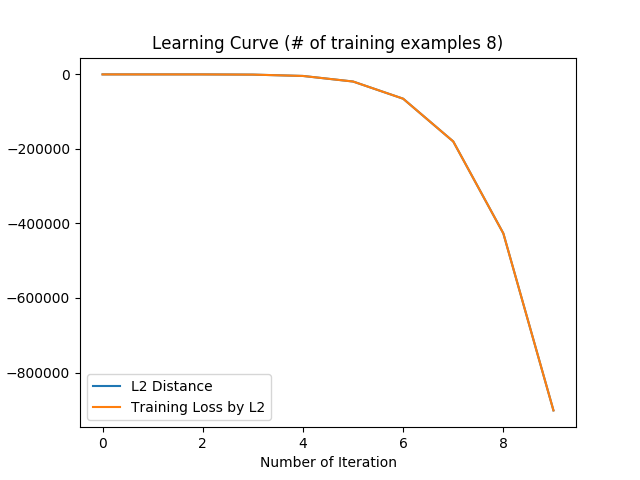 Learning Curve (# of training examples 8)
0
−200000
−400000
−600000
−800000
L2 Distance
Training Loss by L2
0 2 4 6 8
Number of Iteration